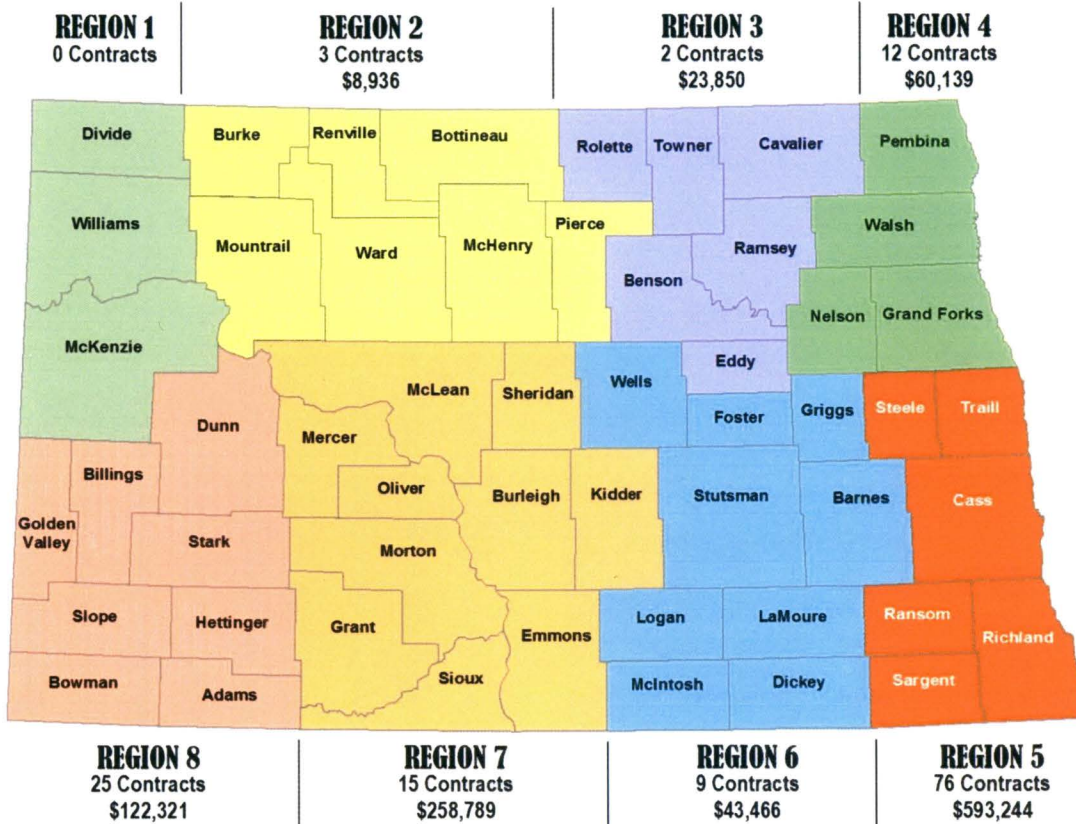 REGION 1
0 Contracts
REGION 2
3 Contracts
$8,936
REGION 3
2 Contracts
$23,850
REGION 4
12 Contracts
$60,139
Divide
Burke
Renville
Bottineau
Rolette
Towner
Cavalier
Pembina
Williams
Mountrail
Ward
McHenry
Pierce
Benson
Ramsey
Walsh
McKenzie
Nelson
Grand Forks
Dunn
McLean
Sheridan
Wells
Eddy
Foster
Griggs
Steele
Traill
Billings
Mercer
Oliver
Burleigh
Kidder
Stutsman
Barnes
Cass
Golden
Valley
Stark
Morton
Slope
Hettinger
Grant
Emmons
Logan
LaMoure
Ransom
Richland
Bowman
Adams
Sioux
McIntosh
Dickey
Sargent
REGION 8
25 Contracts
$122,321
REGION 7
15 Contracts
$258,789
REGION 6
9 Contracts
$43,466
REGION 5
76 Contracts
$593,244